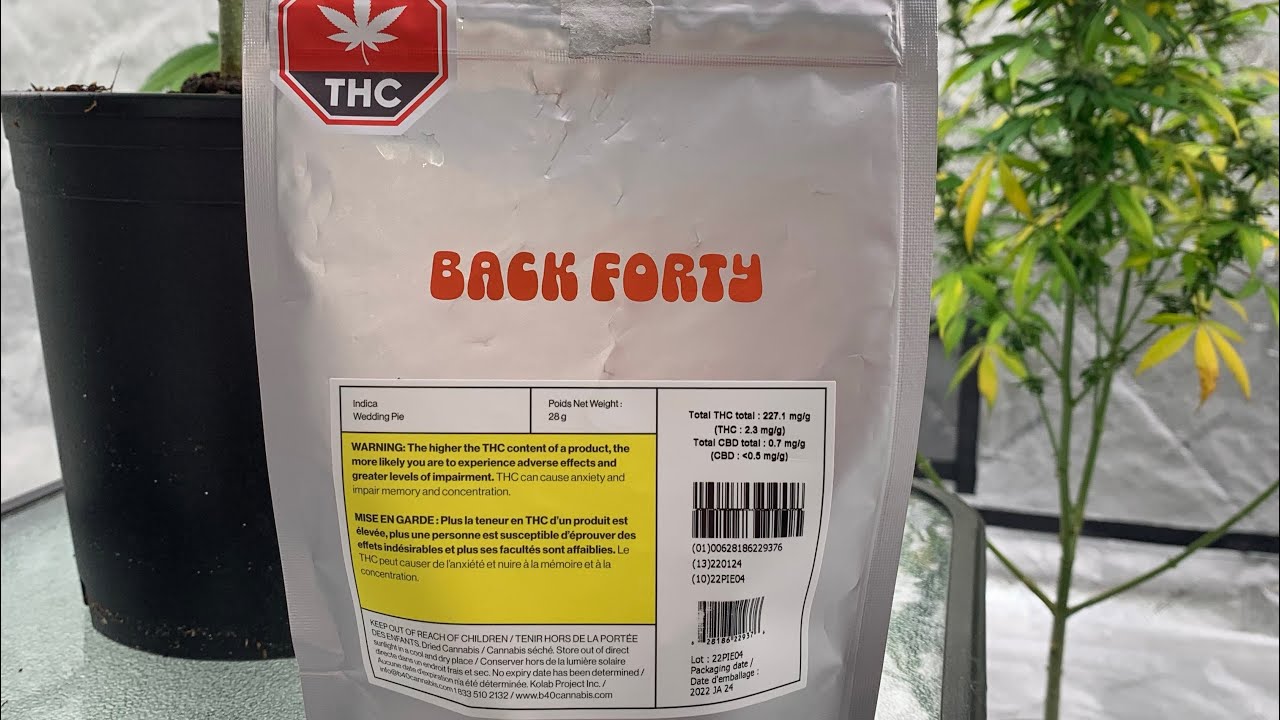 THC
BACK FORTY
Indica
Wedding Pie
Poids Net Weight :
28 g
WARNING: The higher the THC content of a product, the
more likely you are to experience adverse effects and
greater levels of impairment. THC can cause anxiety and
impair memory and concentration.
MISE EN GARDE : Plus la teneur en THC d'un produit est
élevée, plus une personne est susceptible d'éprouver des
effets indésirables et plus ses facultés sont affaiblies. Le
THC peut causer de l'anxiété et nuire à la mémoire et à la
concentration.
KEEP OUT OF REACH OF CHILDREN / TENIR HORS DE LA PORTÉE
DES ENFANTS. Dried Cannabis / Cannabis séché. Store out of direct
sunlight in a cool and dry place / Conserver hors de la lumière solaire
directe dans un endroit frais et sec. No expiry date has been determined /
Aucune date d'expiration n'a été déterminée. Kolab Project Inc. /
info@b40cannabis.com 1 833 510 2132 / www.b40cannabis.com
Total THC total : 227.1 mg/g
(THC : 2.3 mg/g)
Total CBD total : 0.7 mg/g
(CBD : <0.5 mg/g)
(01)00628186229376
(13)220124
(10)22PIE04
Lot : 22PIE04
Packaging date /
Date d'emballage :
2022 JA 24